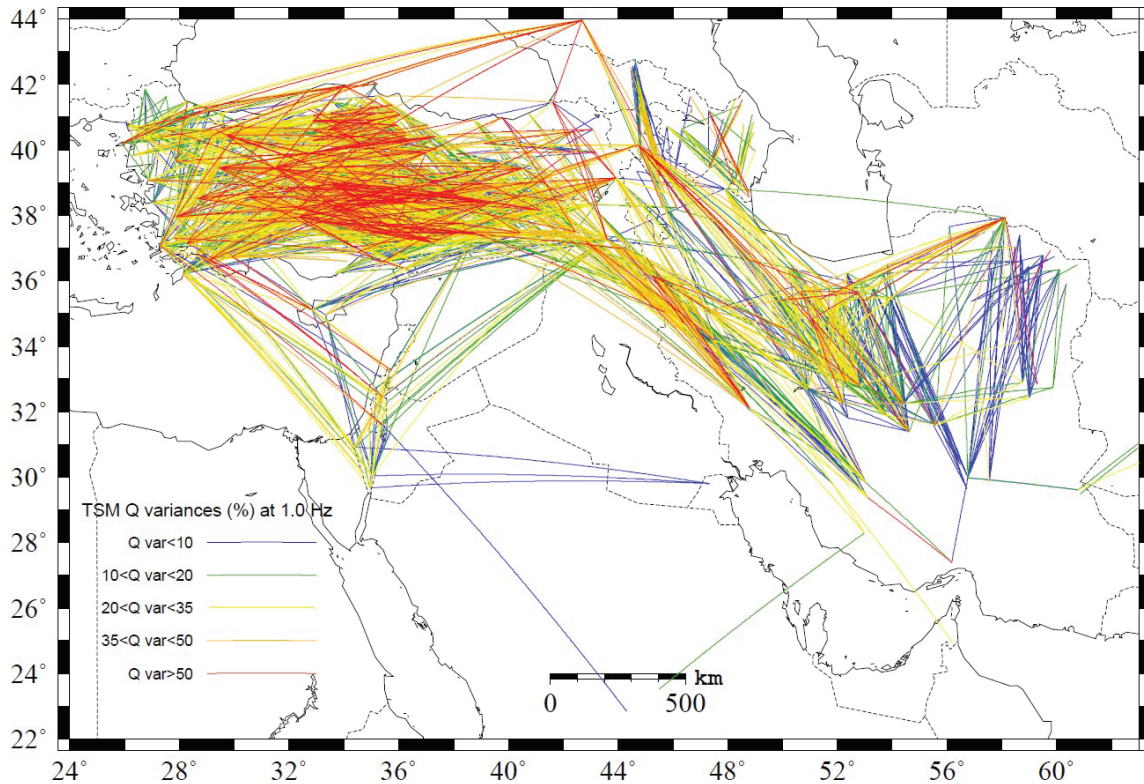 44°
42°
40°
38°
36°
34°
32°
30°
28°
26°
24°
22°
TSM Q variances (%) at 1.0 Hz
Q var<10
10<Q var<20
20<Q var<35
35<Q var<50
Q var>50
km
0 500
24 28° 32° 36° 40° 44° 48° 52° 56° 60°